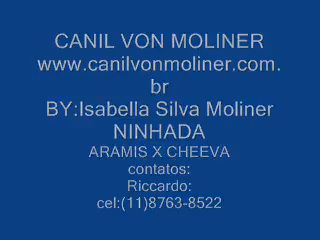 CANIL VON MOLINER
www.canilvonmoliner.com.
br
BY:Isabella Silva Moliner
NINHADA
ARAMIS X CHEEVA
contatos:
Riccardo:
cel:(11)8763-8522